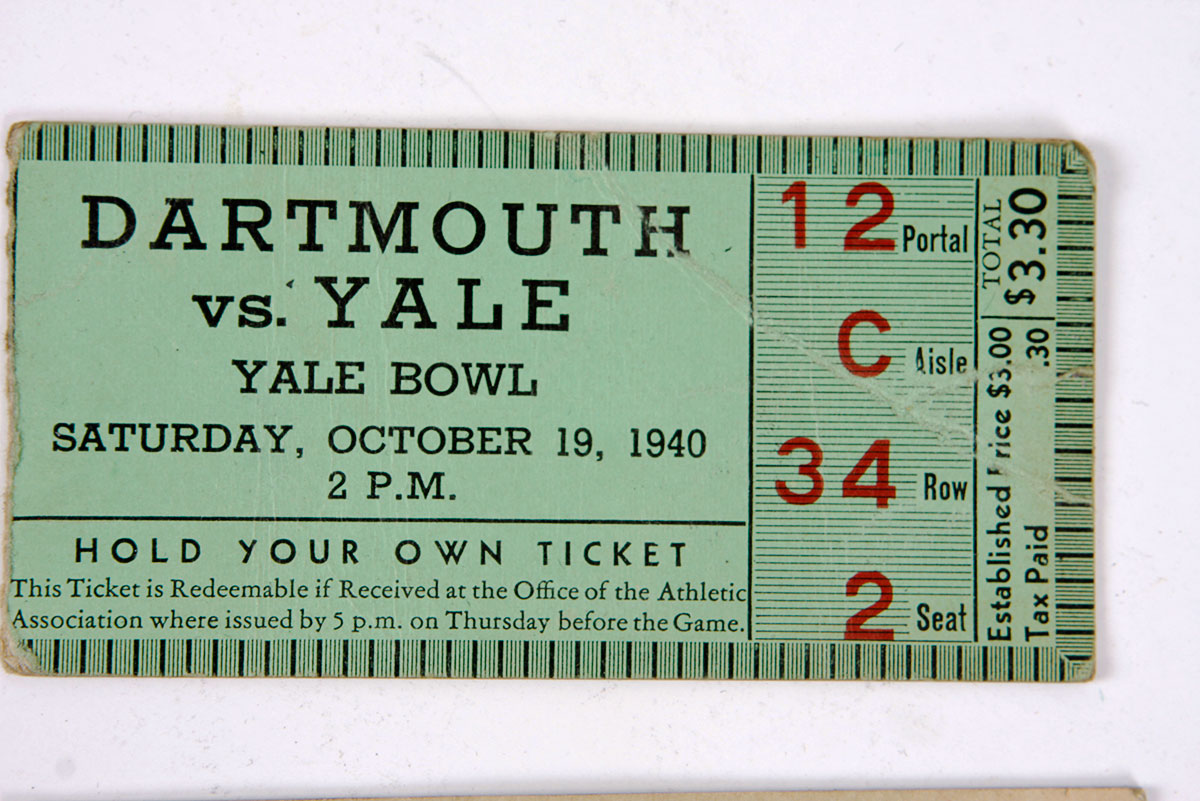 DARTMOUTH
vs. YALE
YALE BOWL
SATURDAY, OCTOBER 19, 1940
2 P.M.
HOLD YOUR OWN TICKET
This Ticket is Redeemable if Received at the Office of the Athletic
Association where issued by 5 p.m. on Thursday before the Game.
12 Portal
C Aisle
34 Row
2 Seat
Established Price $3.00
Tax Paid .30
TOTAL
$3.30